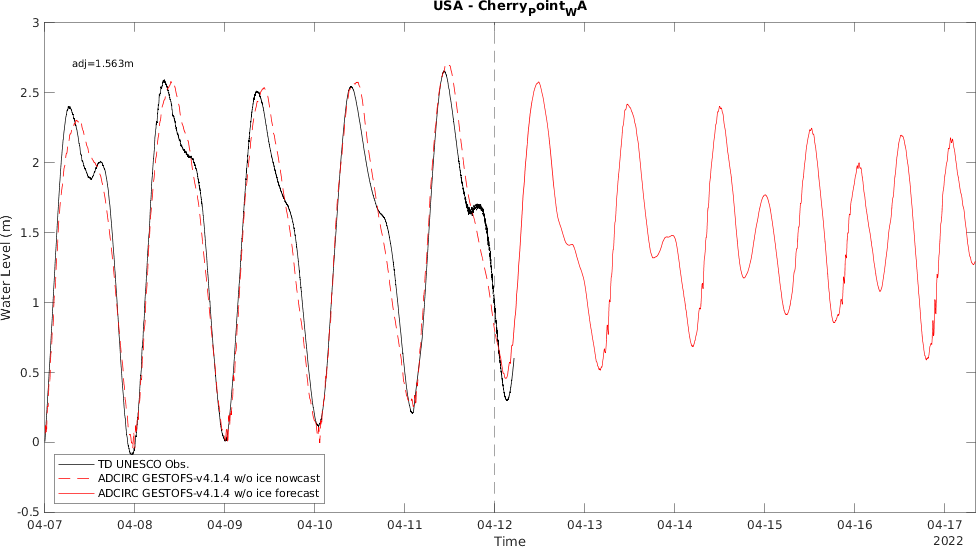 USA - CherryPointWA
3
adj=1.563m
2.5
2
1.5
1
0.5
0
-0.5
Water Level (m)
TD UNESCO Obs.
ADCIRC GESTOFS-v4.1.4 w/o ice nowcast
ADCIRC GESTOFS-v4.1.4 w/o ice forecast
04-07 04-08 04-09 04-10 04-11 04-12 04-13 04-14 04-15 04-16 04-17
Time 2022